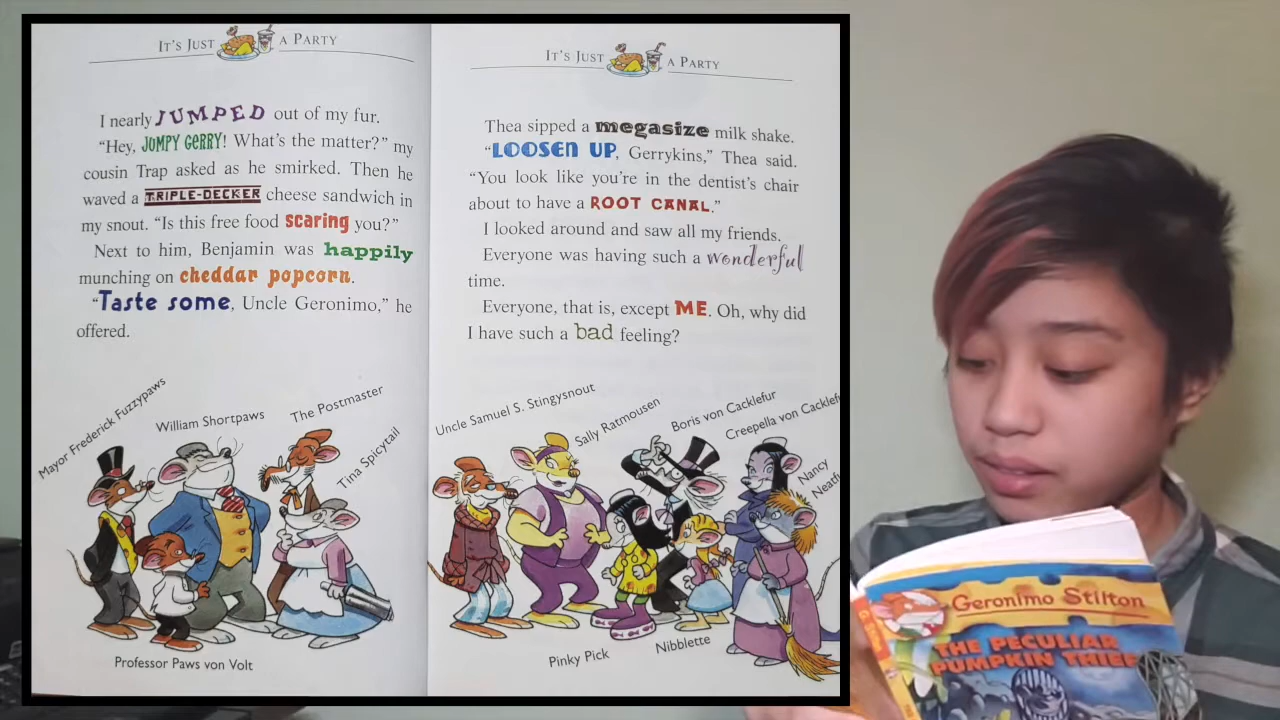 IT'S JUST A PARTY
I nearly JUMPED out of my fur.
"Hey, JUMPY GERRY! What's the matter?" my
cousin Trap asked as he smirked. Then he
waved a TRIPLE-DECKER cheese sandwich in
my snout. "Is this free food scaring you?"
Next to him, Benjamin was happily
munching on cheddar popcorn.
"Taste some, Uncle Geronimo," he
offered.
Mayor Frederick Fuzzypaws
William Shortpaws
The Postmaster
Tina Spicytail
Professor Paws von Volt
IT'S JUST A PARTY
Thea sipped a megasize milk shake.
"LOOSEN UP, Gerrykins," Thea said.
"You look like you're in the dentist's chair
about to have a ROOT CANAL."
I looked around and saw all my friends.
Everyone was having such a wonderful
time.
Everyone, that is, except ME. Oh, why did
I have such a bad feeling?
Uncle Samuel S. Stingysnout
Sally Ratmousen
Boris von Cacklefur
Creepella von
Nancy
Pinky Pick
Nibblette
Geronimo Stilton
THE PECULIAR
PUMPKIN THIEF